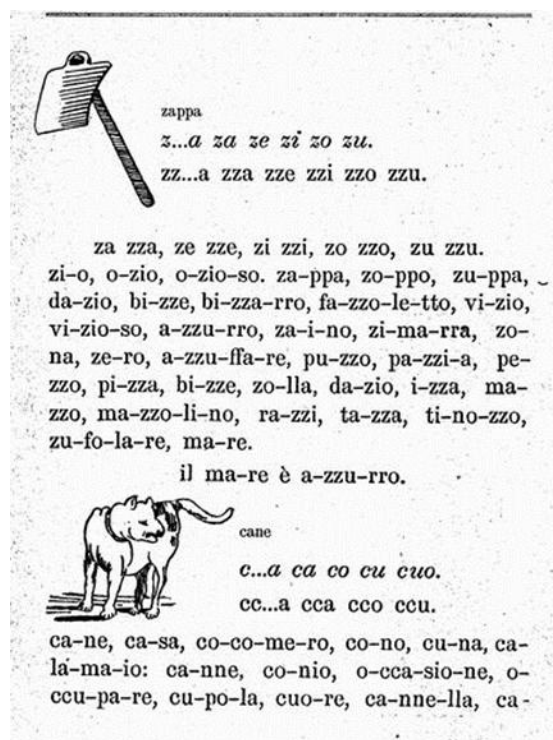 zappa
z...a za ze zi zo zu.
zz...a zza zze zzi zzo zzu.
za zza, ze zze, zi zzi, zo zzo, zu zzu.
zi–o, o–zio, o–zio–so. za–ppa, zo–ppo, zu–ppa,
da–zio, bi–zze, bi–zza–rro, fa–zzo–le–tto, vi–zio,
vi–zio–so, a–zzu–rro, za–i–no, zi–ma–rra, zo–
na, ze–ro, a–zzu–ffa–re, pu–zzo, pa–zzi–a, pe–
zzo, pi–zza, bi–zze, zo–lla, da–zio, i–zza, ma–
zzo, ma–zzo–li–no, ra–zzi, ta–zza, ti–no–zzo,
zu–fo–la–re, ma–re.
il ma–re è a–zzu–rro.
cane
c...a ca co cu cuo.
cc...a cca cco ccu.
ca–ne, ca–sa, co–co–me–ro, co–no, cu–na, ca–
la–ma–io: ca–nne, co–nio, o–cca–sio–ne, o–
ccu–pa–re, cu–po–la, cuo–re, ca–nne–lla, ca–